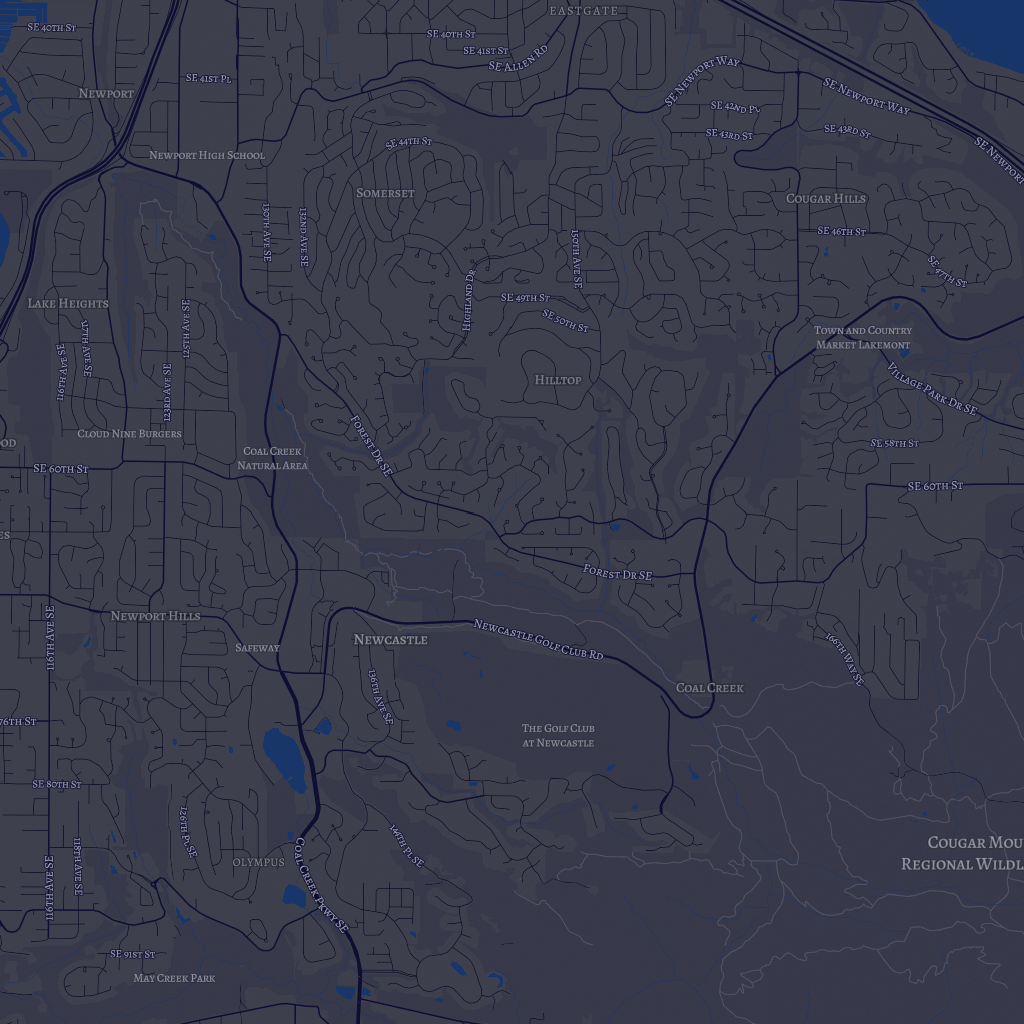 EASTGATE
SE 40TH ST
SE 40TH ST
SE 41ST ST
SE ALLEN RD
SE 41ST PL
SE NEWPORT WAY
SE NEWPORT WAY
NEWPORT
SE 42ND PL
SE 43RD ST
SE 43RD ST
SE NEWPORT
SE 44TH ST
NEWPORT HIGH SCHOOL
SOMERSET
COUGAR HILLS
130TH AVE SE
132ND AVE SE
150TH AVE SE
SE 46TH ST
SE 47TH ST
HIGHLAND DR
SE 49TH ST
SE 50TH ST
LAKE HEIGHTS
117TH AVE SE
116TH AVE SE
125TH AVE SE
123RD AVE SE
TOWN AND COUNTRY
MARKET LAKEMONT
HILLTOP
VILLAGE PARK DR SE
CLOUD NINE BURGERS
OD
FOREST DR SE
SE 58TH ST
COAL CREEK
NATURAL AREA
SE 60TH ST
SE 60TH ST
ES
FOREST DR SE
NEWPORT HILLS
116TH AVE SE
SAFEWAY
NEWCASTLE
NEWCASTLE GOLF CLUB RD
166TH WAY SE
136TH AVE SE
COAL CREEK
76TH ST
THE GOLF CLUB
AT NEWCASTLE
SE 80TH ST
126TH PL SE
144TH PL SE
COUGAR MOU
REGIONAL WILDL
OLYMPUS
COAL CREEK PKWY SE
116TH AVE SE
118TH AVE SE
SE 91ST ST
MAY CREEK PARK